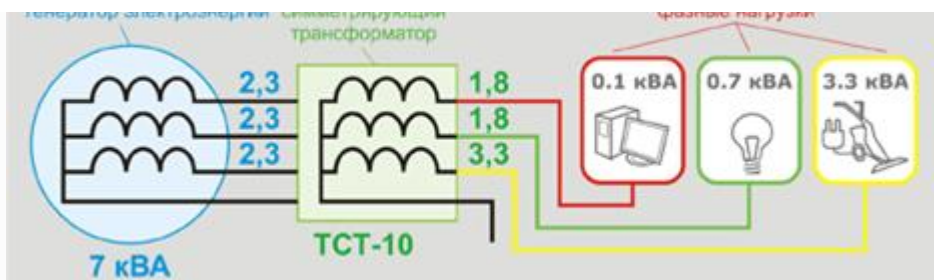 генератор электроэнергии
симметрирующий
трансформатор
фазные нагрузки
2,3
2,3
2,3
1,8
1,8
3,3
0.1 кВА
0.7 кВА
3.3 кВА
ТСТ-10
7 кВА